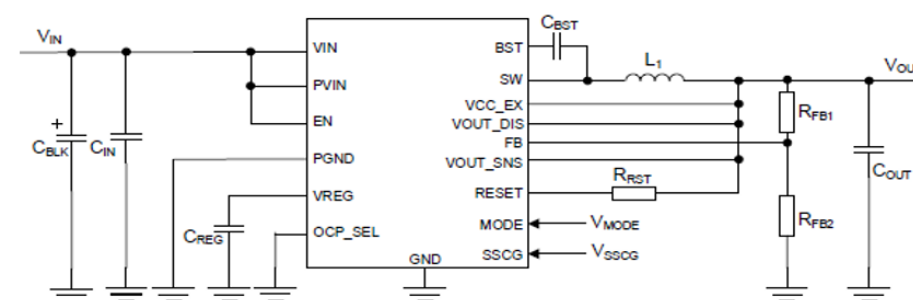 VIN
CBLK
+
CIN
CREG
VIN
PVIN
EN
PGND
VREG
OCP_SEL
GND
BST
SW
VCC_EX
VOUT_DIS
FB
VOUT_SNS
RESET
MODE
SSCG
CBST
L1
RRST
VMODE
VSSCG
VOU
RFB1
RFB2
COUT